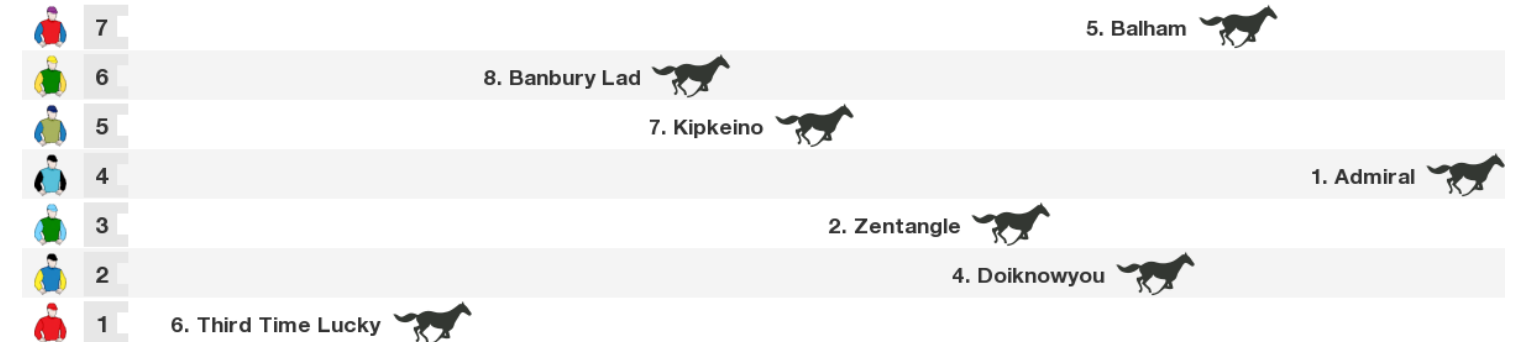 7 5. Balham
6 8. Banbury Lad
5 7. Kipkeino
4 1. Admiral
3 2. Zentangle
2 4. Doiknowyou
1 6. Third Time Lucky